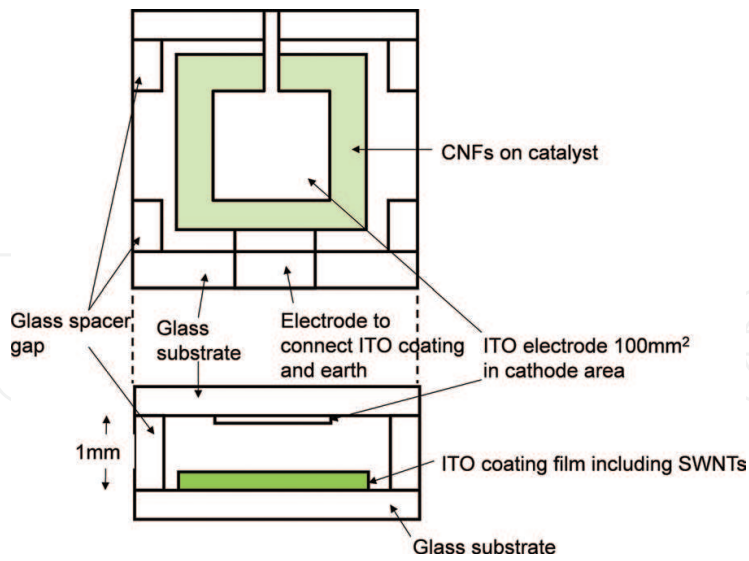 CNFs on catalyst
Glass spacer
gap
Glass
substrate
Electrode to
connect ITO coating
and earth
ITO electrode 100mm²
in cathode area
1mm
ITO coating film including SWNTs
Glass substrate